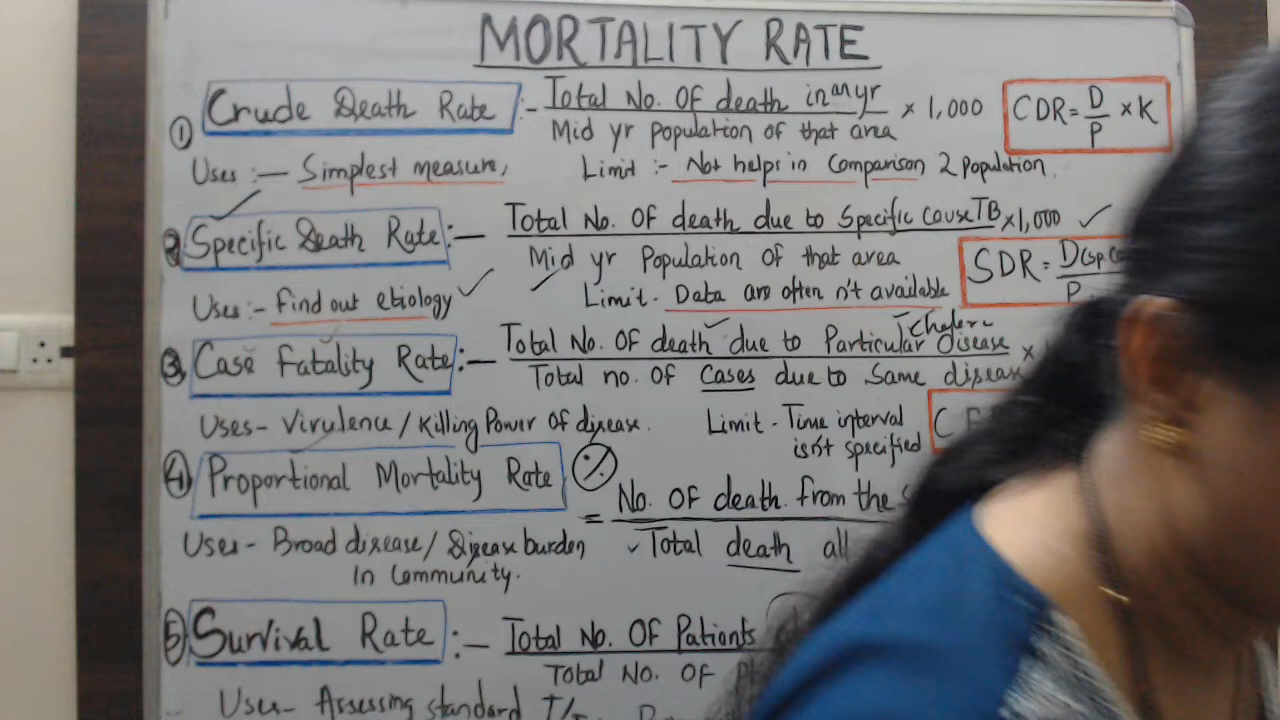 MORTALITY RATE
① Crude Death Rate :- Total No. Of death in any yr × 1,000
Mid yr Population of that area
CDR = D/P × K
Uses :- Simplest measure, Limit :- Not helps in Comparison 2 Population.
2 Specific Death Rate :- Total No. Of death due to Specific cause TB ×1,000 ✓
Mid yr Population of that area
SDR = D(sp.
P
Uses :- Find out etiology ✓ Limit - Data are often n't available
③ Case Fatality Rate :- Total No. Of death due to Particular disease ×
Cholera
Total no. Of Cases due to Same disease
Uses - Virulence / Killing Power Of disease. Limit - Time interval
isn't specified
C F
④ Proportional Mortality Rate %
= No. Of death from the
Total death all
Uses - Broad disease / Disease burden
in Community.
⑤ Survival Rate :- Total No. Of Patients
Total No. Of
Uses - Assessing standard